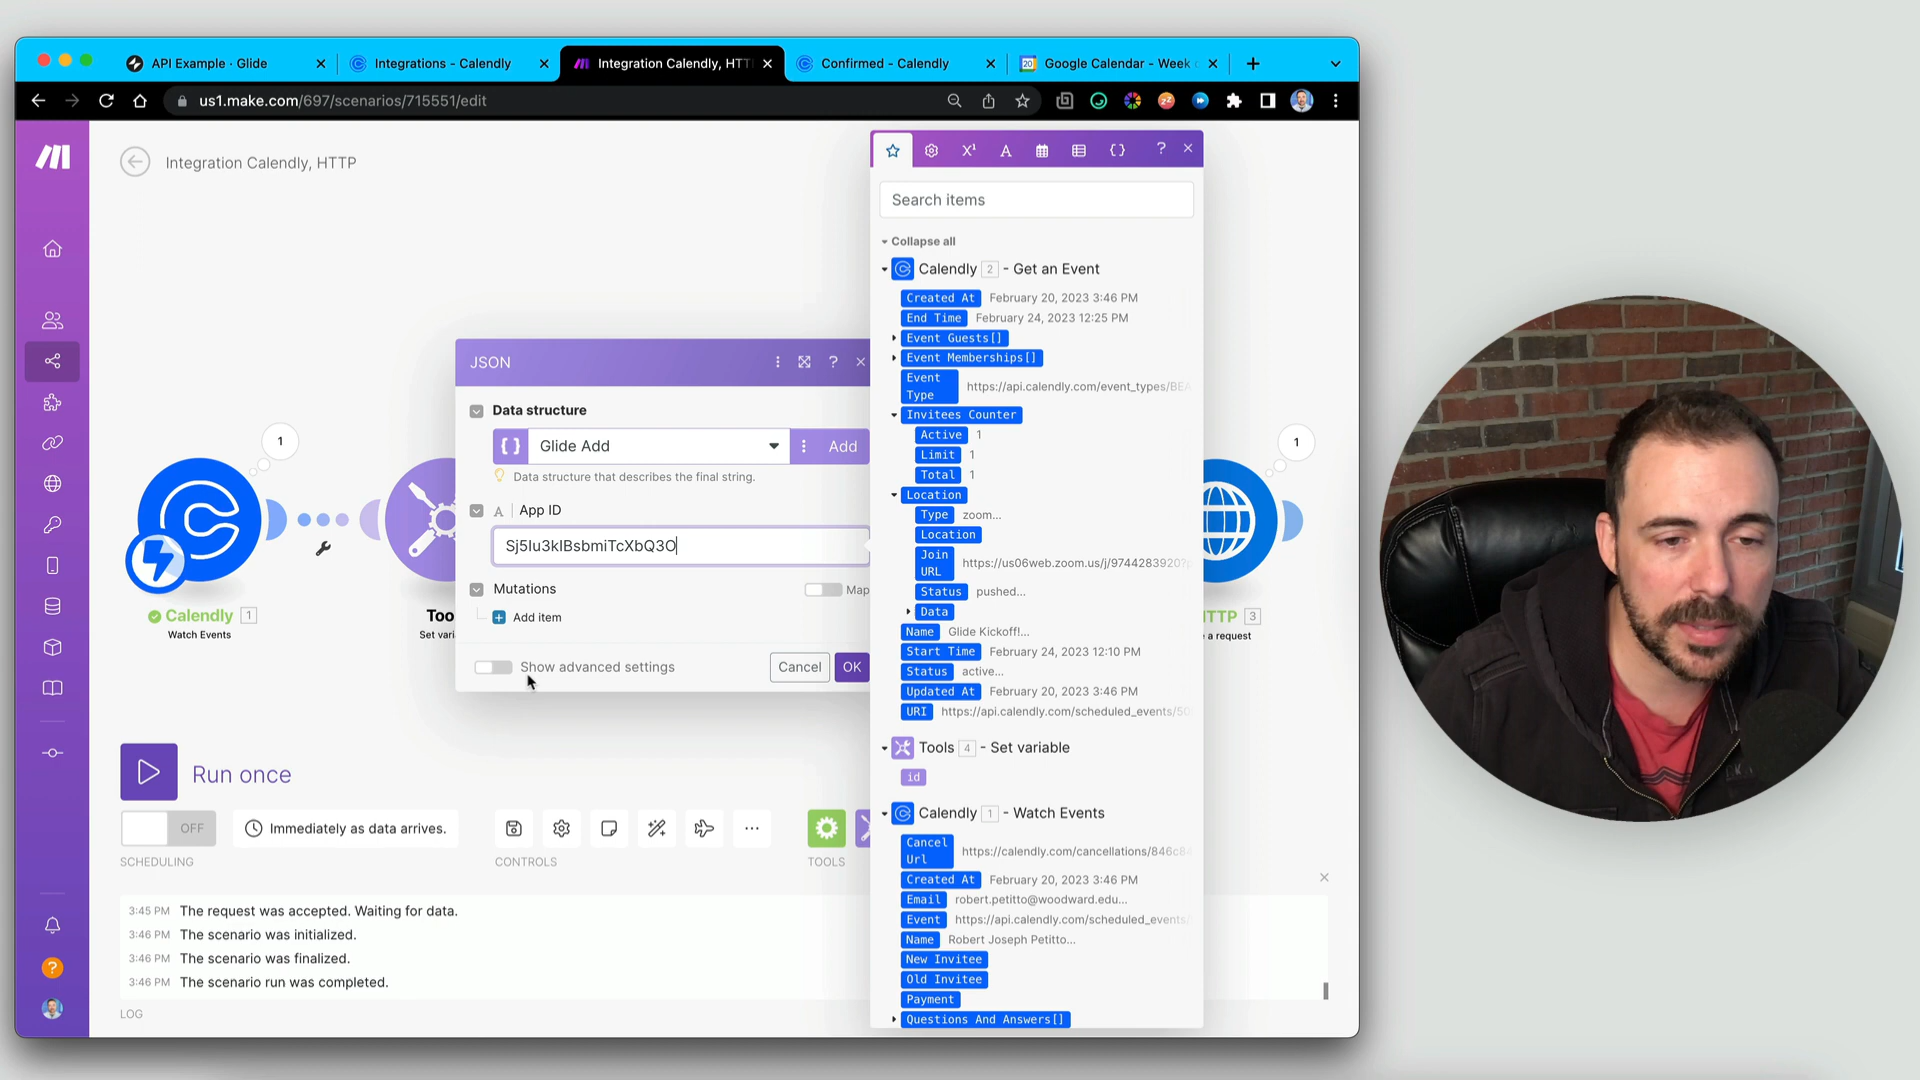 API Example · Glide
Integrations - Calendly
Integration Calendly, HTT
Confirmed - Calendly
20
Google Calendar - Week
us1.make.com/697/scenarios/715551/edit
Integration Calendly, HTTP
Search items
Collapse all
Calendly 2 - Get an Event
Created At February 20, 2023 3:46 PM
End Time February 24, 2023 12:25 PM
Event Guests[]
Event Memberships[]
Event Type https://api.calendly.com/event_types/BEA
Invitees Counter
Active 1
Limit 1
Total 1
Location
Type zoom...
Location
Join URL https://us06web.zoom.us/j/9744283920?
Status pushed...
Data
Name Glide Kickoff!...
Start Time February 24, 2023 12:10 PM
Status active...
Updated At February 20, 2023 3:46 PM
URI https://api.calendly.com/scheduled_events/50
Tools 4 - Set variable
id
Calendly 1 - Watch Events
Cancel Url https://calendly.com/cancellations/846c8
Created At February 20, 2023 3:46 PM
Email robert.petitto@woodward.edu...
Event https://api.calendly.com/scheduled_events
Name Robert Joseph Petitto...
New Invitee
Old Invitee
Payment
Questions And Answers[]
JSON
Data structure
Glide Add
Add
Data structure that describes the final string.
A App ID
Sj5Iu3kIBsbmiTcXbQ3O
Mutations
Map
Add item
Show advanced settings
Cancel
OK
1
Calendly 1
Watch Events
Too
Set vari
1
TTP 3
e a request
Run once
OFF
Immediately as data arrives.
SCHEDULING
CONTROLS
TOOLS
3:45 PM The request was accepted. Waiting for data.
3:46 PM The scenario was initialized.
3:46 PM The scenario was finalized.
3:46 PM The scenario run was completed.
LOG